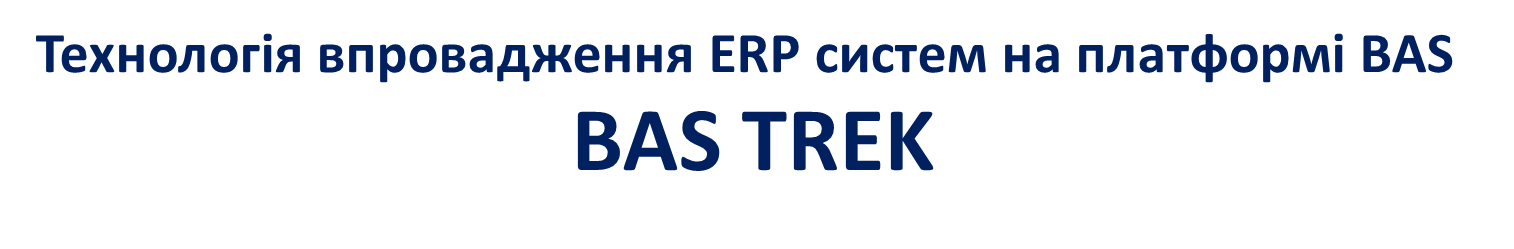 Технологія впровадження ERP систем на платформі BAS
BAS TREK